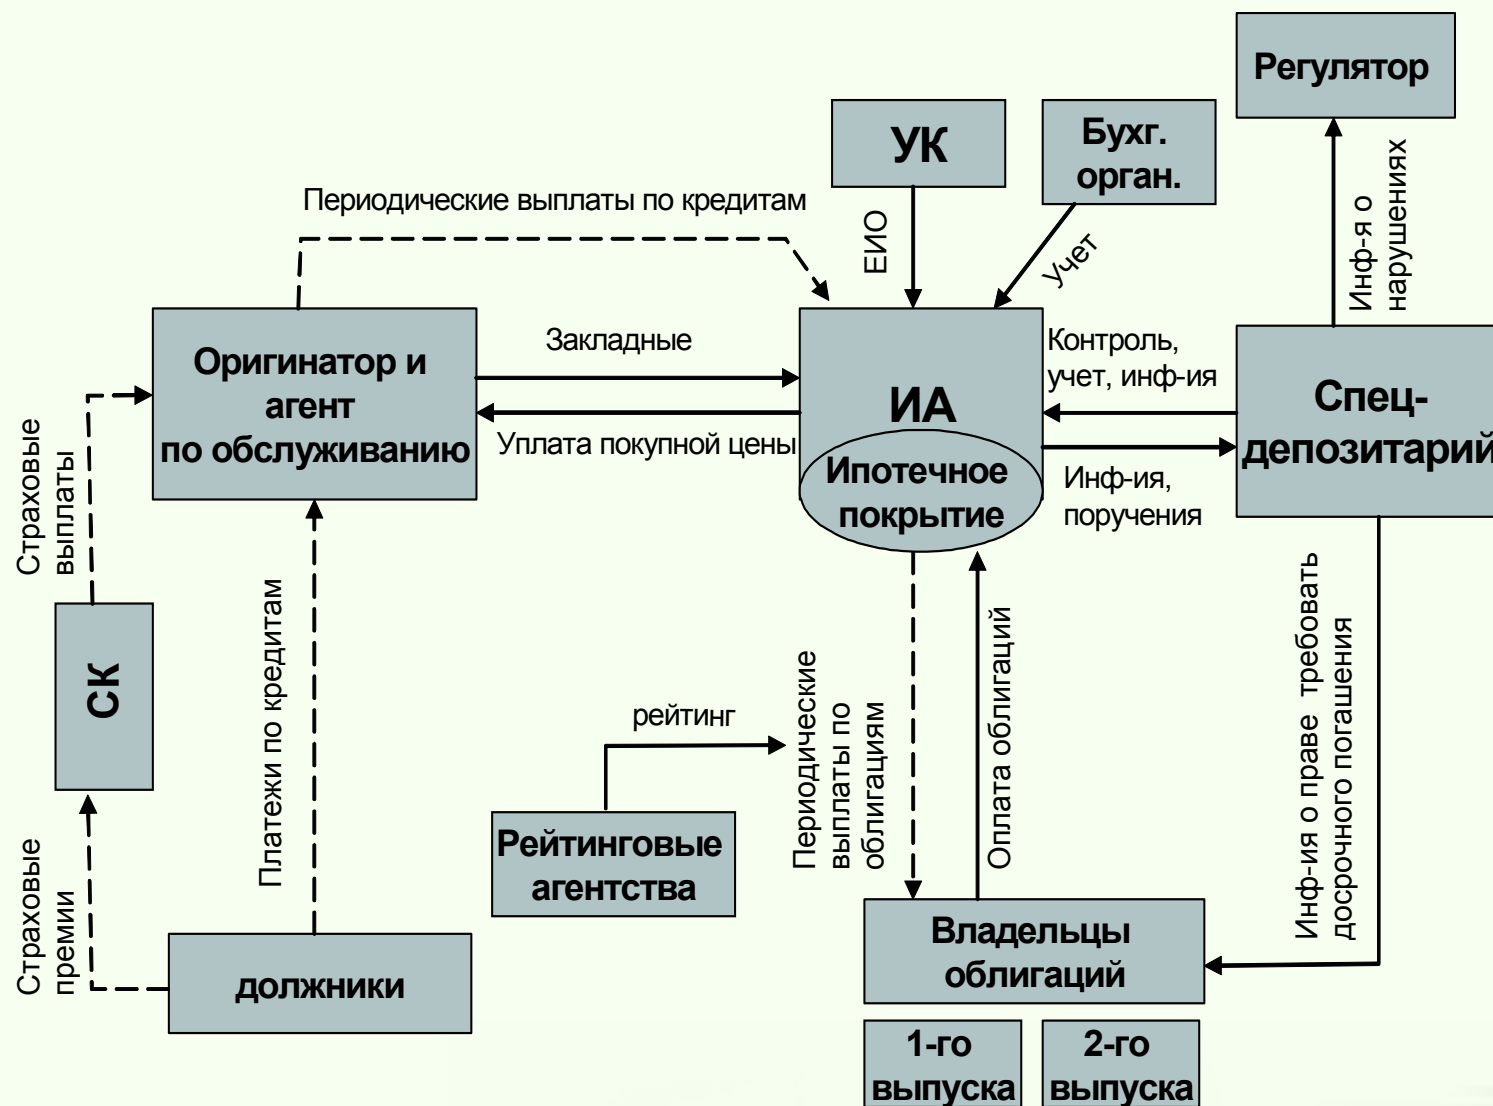 Регулятор
УК
Бухг.
орган.
Инф-я о
нарушениях
Периодические выплаты по кредитам
ЕИО
Учет
Оригинатор и
агент
по обслуживанию
Закладные
Уплата покупной цены
ИА
Ипотечное
покрытие
Контроль,
учет, инф-ия
Инф-ия,
поручения
Спец-
депозитарий
Страховые
выплаты
СК
Платежи по кредитам
рейтинг
Рейтинговые
агентства
Периодические
выплаты по
облигациям
Оплата облигаций
Инф-ия о праве требовать
досрочного погашения
Страховые
премии
должники
Владельцы
облигаций
1-го
выпуска
2-го
выпуска